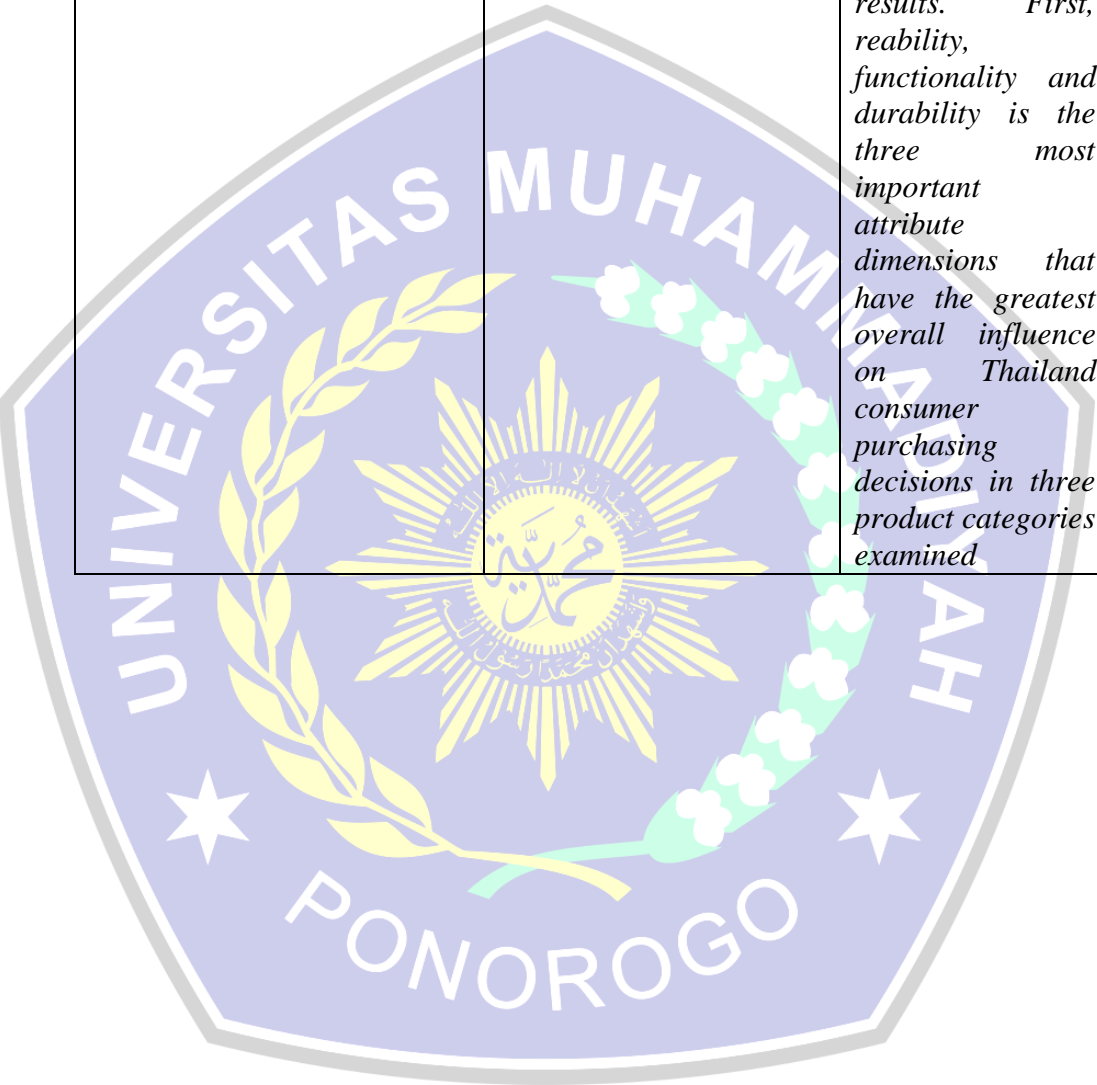 results. First,
reability,
functionality and
durability is the
three most
important
attribute
dimensions that
have the greatest
overall influence
on Thailand
consumer
purchasing
decisions in three
product categories
examined
UNIVERSITAS MUHAMMADIYAH
محمدية
PONOROGO